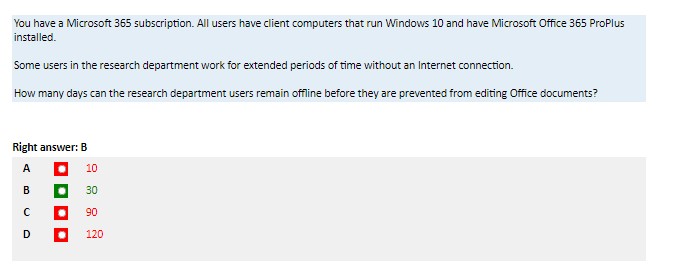 You have a Microsoft 365 subscription. All users have client computers that run Windows 10 and have Microsoft Office 365 ProPlus
installed.
Some users in the research department work for extended periods of time without an Internet connection.
How many days can the research department users remain offline before they are prevented from editing Office documents?
Right answer: B
A 10
B 30
C 90
D 120